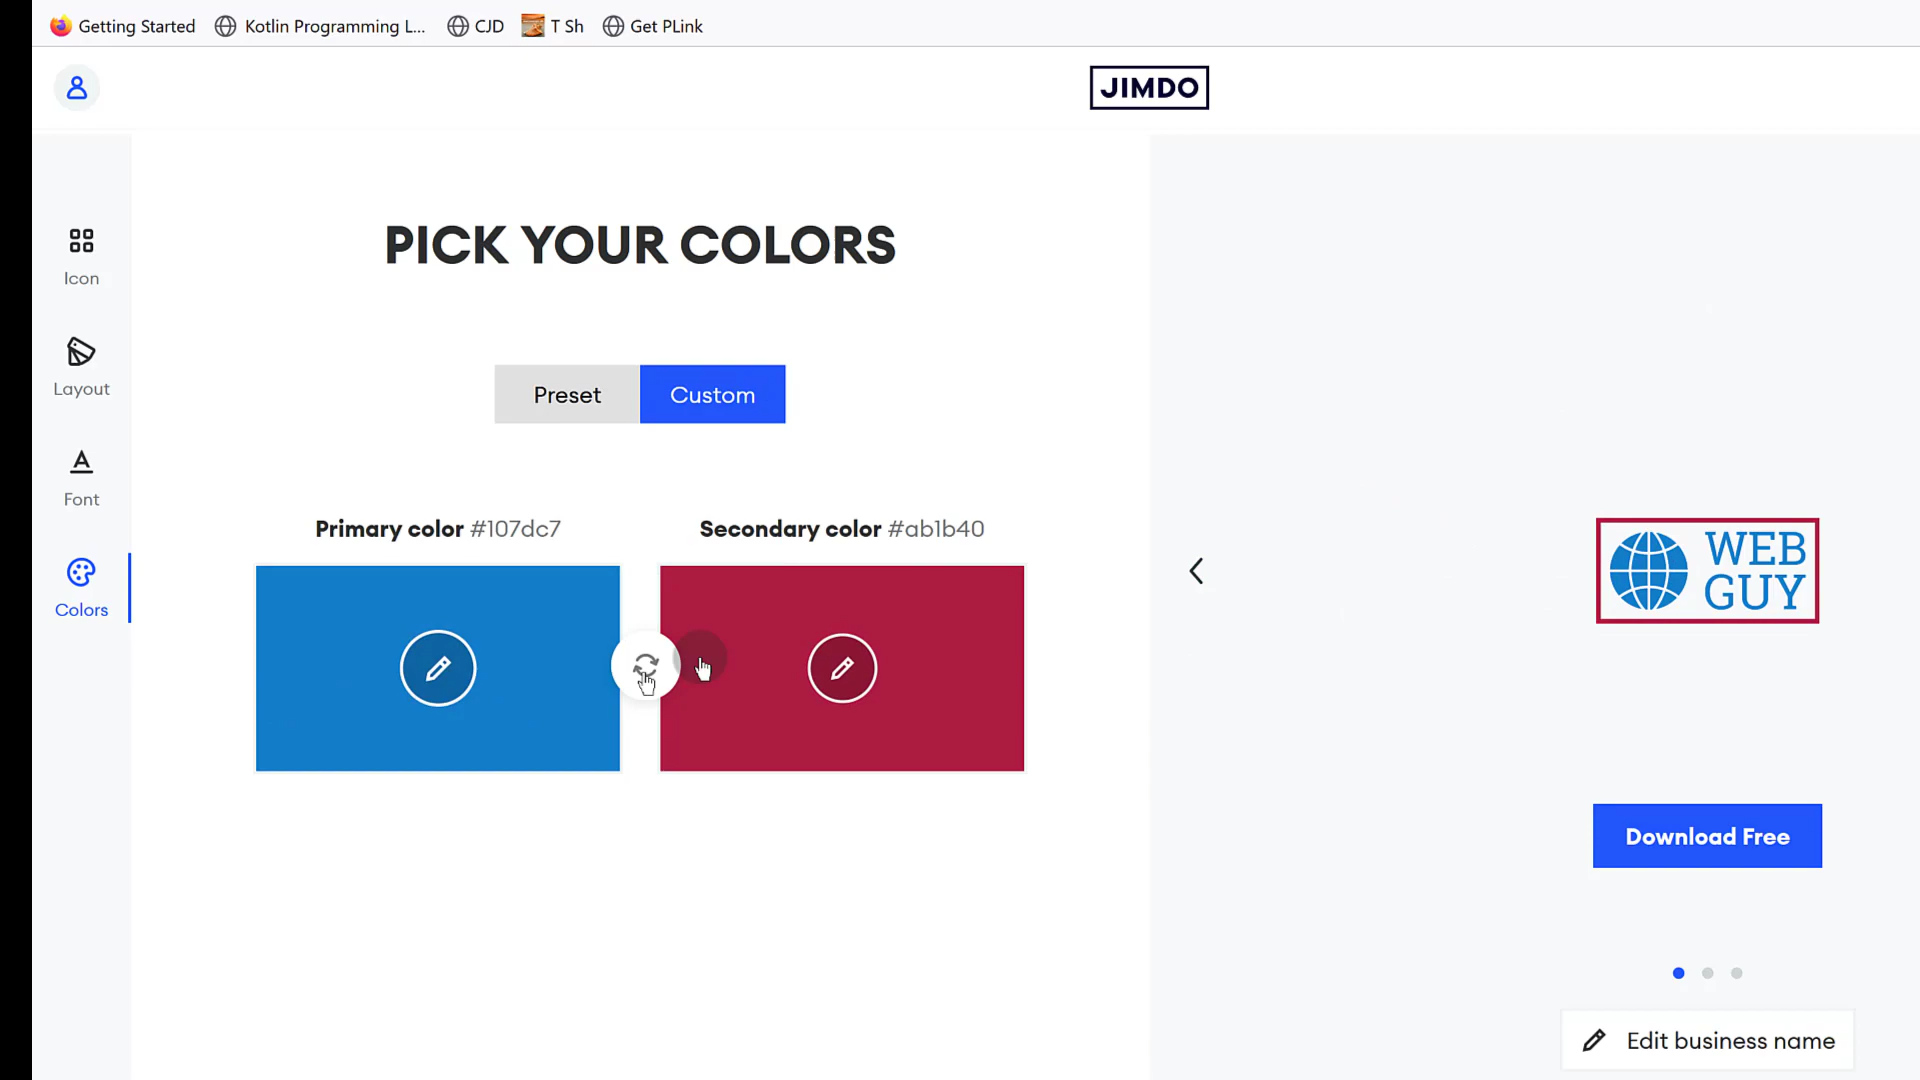 Getting Started
Kotlin Programming L...
CJD
T Sh
Get PLink
JIMDO
Icon
Layout
Font
Colors
PICK YOUR COLORS
Preset
Custom
Primary color #107dc7
Secondary color #ab1b40
WEB
GUY
Download Free
Edit business name